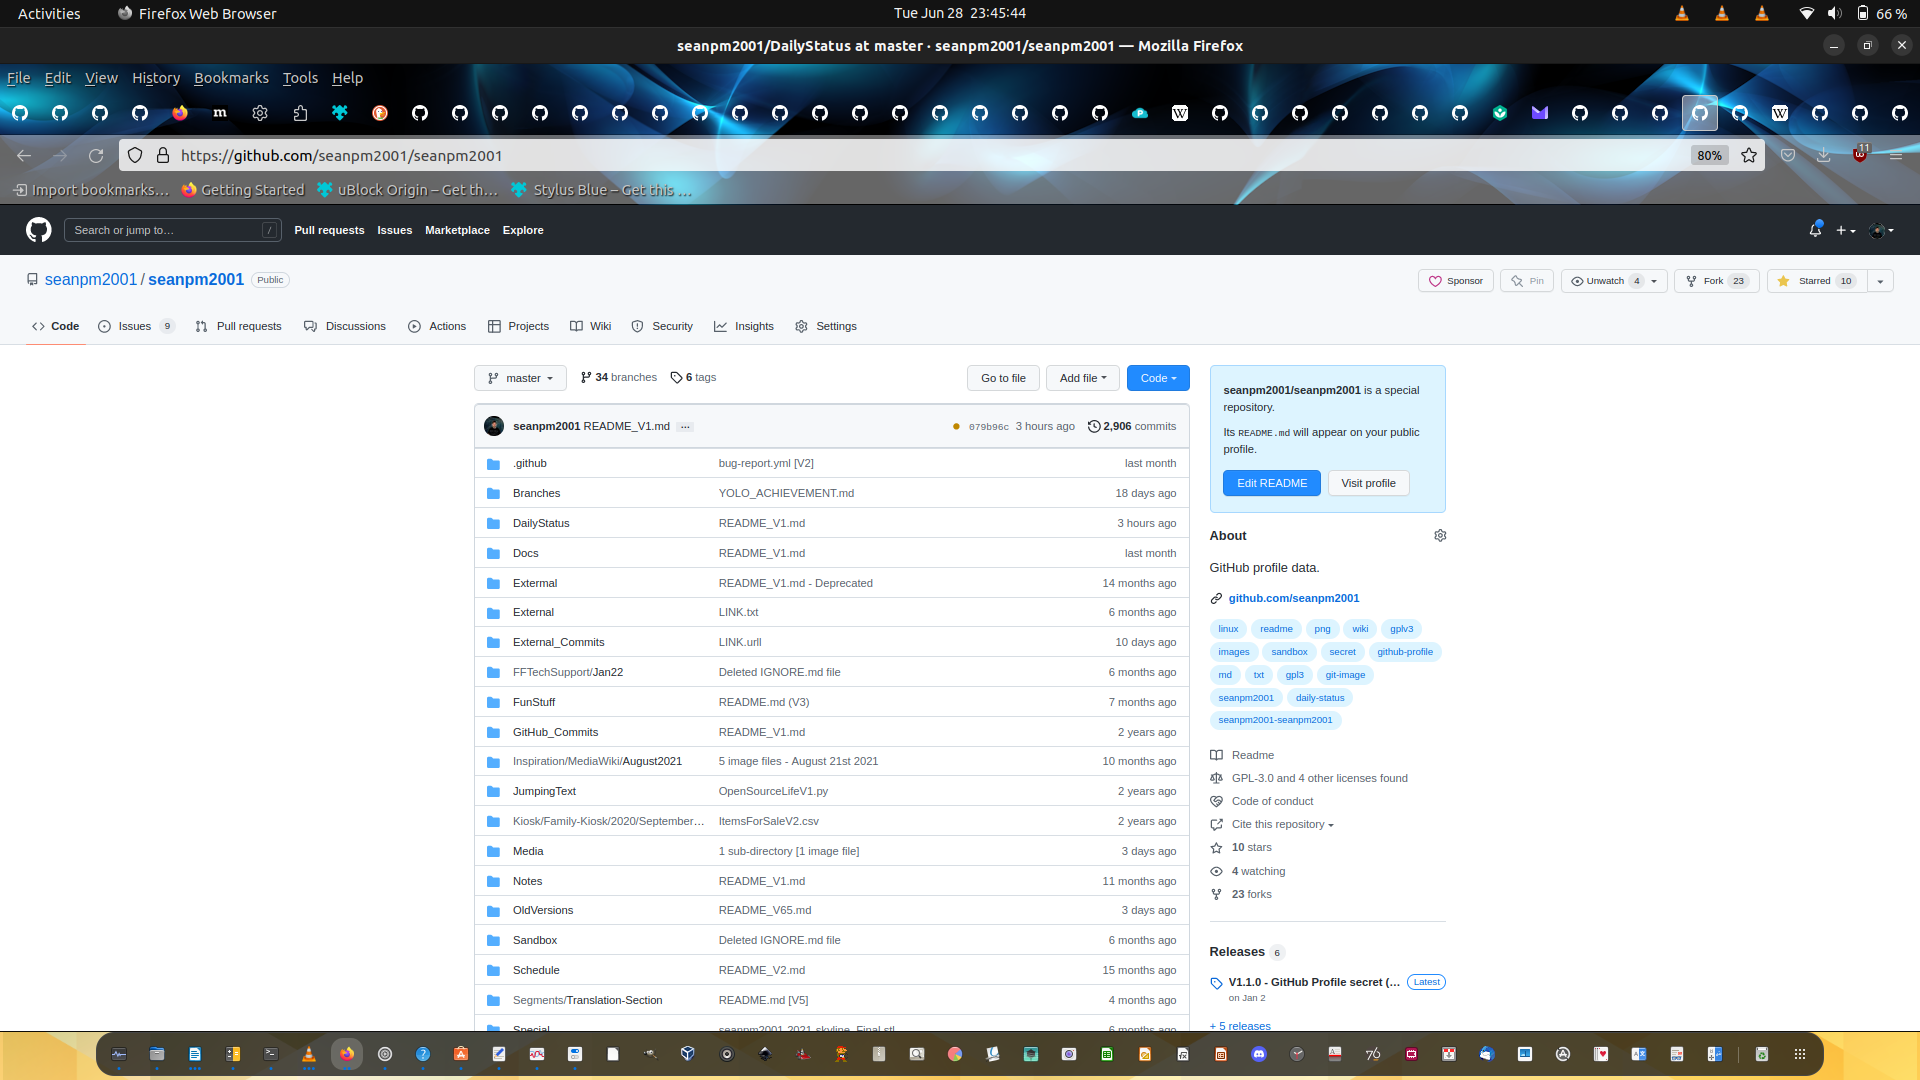 Activities
Firefox Web Browser
Tue Jun 28 23:45:44
66 %
seanpm2001/DailyStatus at master · seanpm2001/seanpm2001 — Mozilla Firefox
File Edit View History Bookmarks Tools Help
https://github.com/seanpm2001/seanpm2001
80%
11
Import bookmarks…
Getting Started
uBlock Origin – Get th…
Stylus Blue – Get this …
Search or jump to…
/
Pull requests
Issues
Marketplace
Explore
seanpm2001 / seanpm2001
Public
Sponsor
Pin
Unwatch 4
Fork 23
Starred 10
Code
Issues 9
Pull requests
Discussions
Actions
Projects
Wiki
Security
Insights
Settings
master
34 branches
6 tags
Go to file
Add file
Code
seanpm2001 README_V1.md …
079b96c 3 hours ago
2,906 commits
.github bug-report.yml [V2] last month
Branches YOLO_ACHIEVEMENT.md 18 days ago
DailyStatus README_V1.md 3 hours ago
Docs README_V1.md last month
Extermal README_V1.md - Deprecated 14 months ago
External LINK.txt 6 months ago
External_Commits LINK.urll 10 days ago
FFTechSupport/Jan22 Deleted IGNORE.md file 6 months ago
FunStuff README.md (V3) 7 months ago
GitHub_Commits README_V1.md 2 years ago
Inspiration/MediaWiki/August2021 5 image files - August 21st 2021 10 months ago
JumpingText OpenSourceLifeV1.py 2 years ago
Kiosk/Family-Kiosk/2020/September… ItemsForSaleV2.csv 2 years ago
Media 1 sub-directory [1 image file] 3 days ago
Notes README_V1.md 11 months ago
OldVersions README_V65.md 3 days ago
Sandbox Deleted IGNORE.md file 6 months ago
Schedule README_V2.md 15 months ago
Segments/Translation-Section README.md [V5] 4 months ago
Special seanpm2001-2021-skyline_Final.stl 6 months ago
seanpm2001/seanpm2001 is a special
repository.
Its README.md will appear on your public
profile.
Edit README
Visit profile
About
GitHub profile data.
github.com/seanpm2001
linux readme png wiki gplv3
images sandbox secret github-profile
md txt gpl3 git-image
seanpm2001 daily-status
seanpm2001-seanpm2001
Readme
GPL-3.0 and 4 other licenses found
Code of conduct
Cite this repository
10 stars
4 watching
23 forks
Releases 6
V1.1.0 - GitHub Profile secret (… Latest
on Jan 2
+ 5 releases